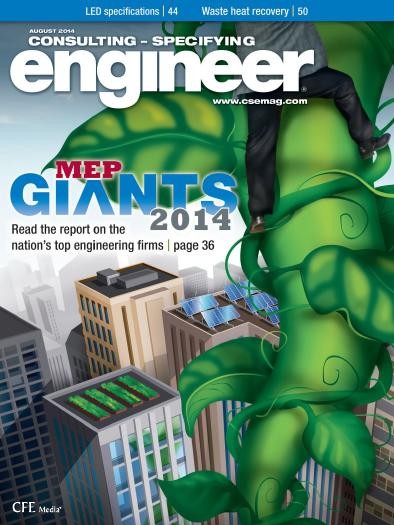 LED specifications | 44 Waste heat recovery | 50
AUGUST 2014
CONSULTING – SPECIFYING
engineer®
www.csemag.com
MEP
GIANTS
2014
Read the report on the
nation's top engineering firms | page 36
CFE Media®